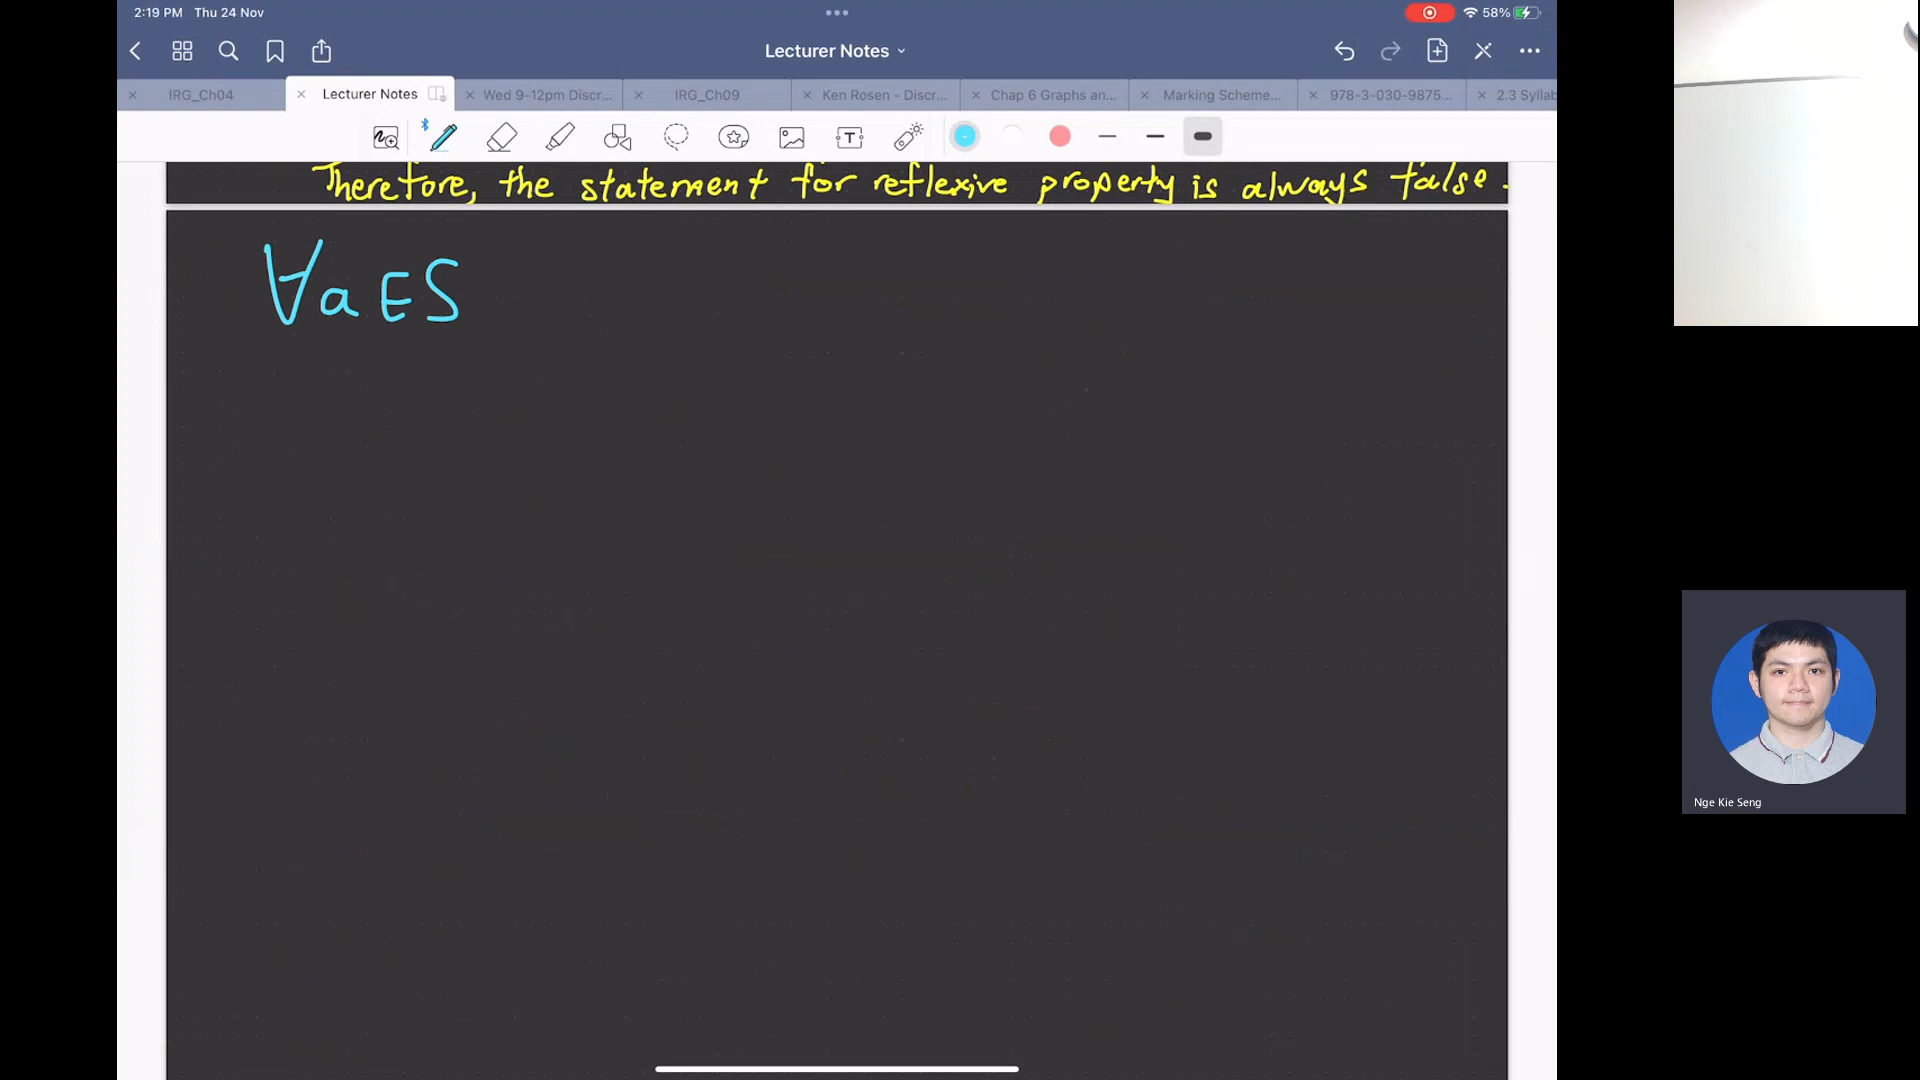 2:19 PM Thu 24 Nov
58%
Lecturer Notes
IRG_Ch04
Lecturer Notes
Wed 9-12pm Discr...
IRG_Ch09
Ken Rosen - Discr...
Chap 6 Graphs an...
Marking Scheme...
978-3-030-9875...
2.3 Syllab
T
Therefore, the statement for reflexive property is always false.
∀a ∈ S
Nge Kie Seng